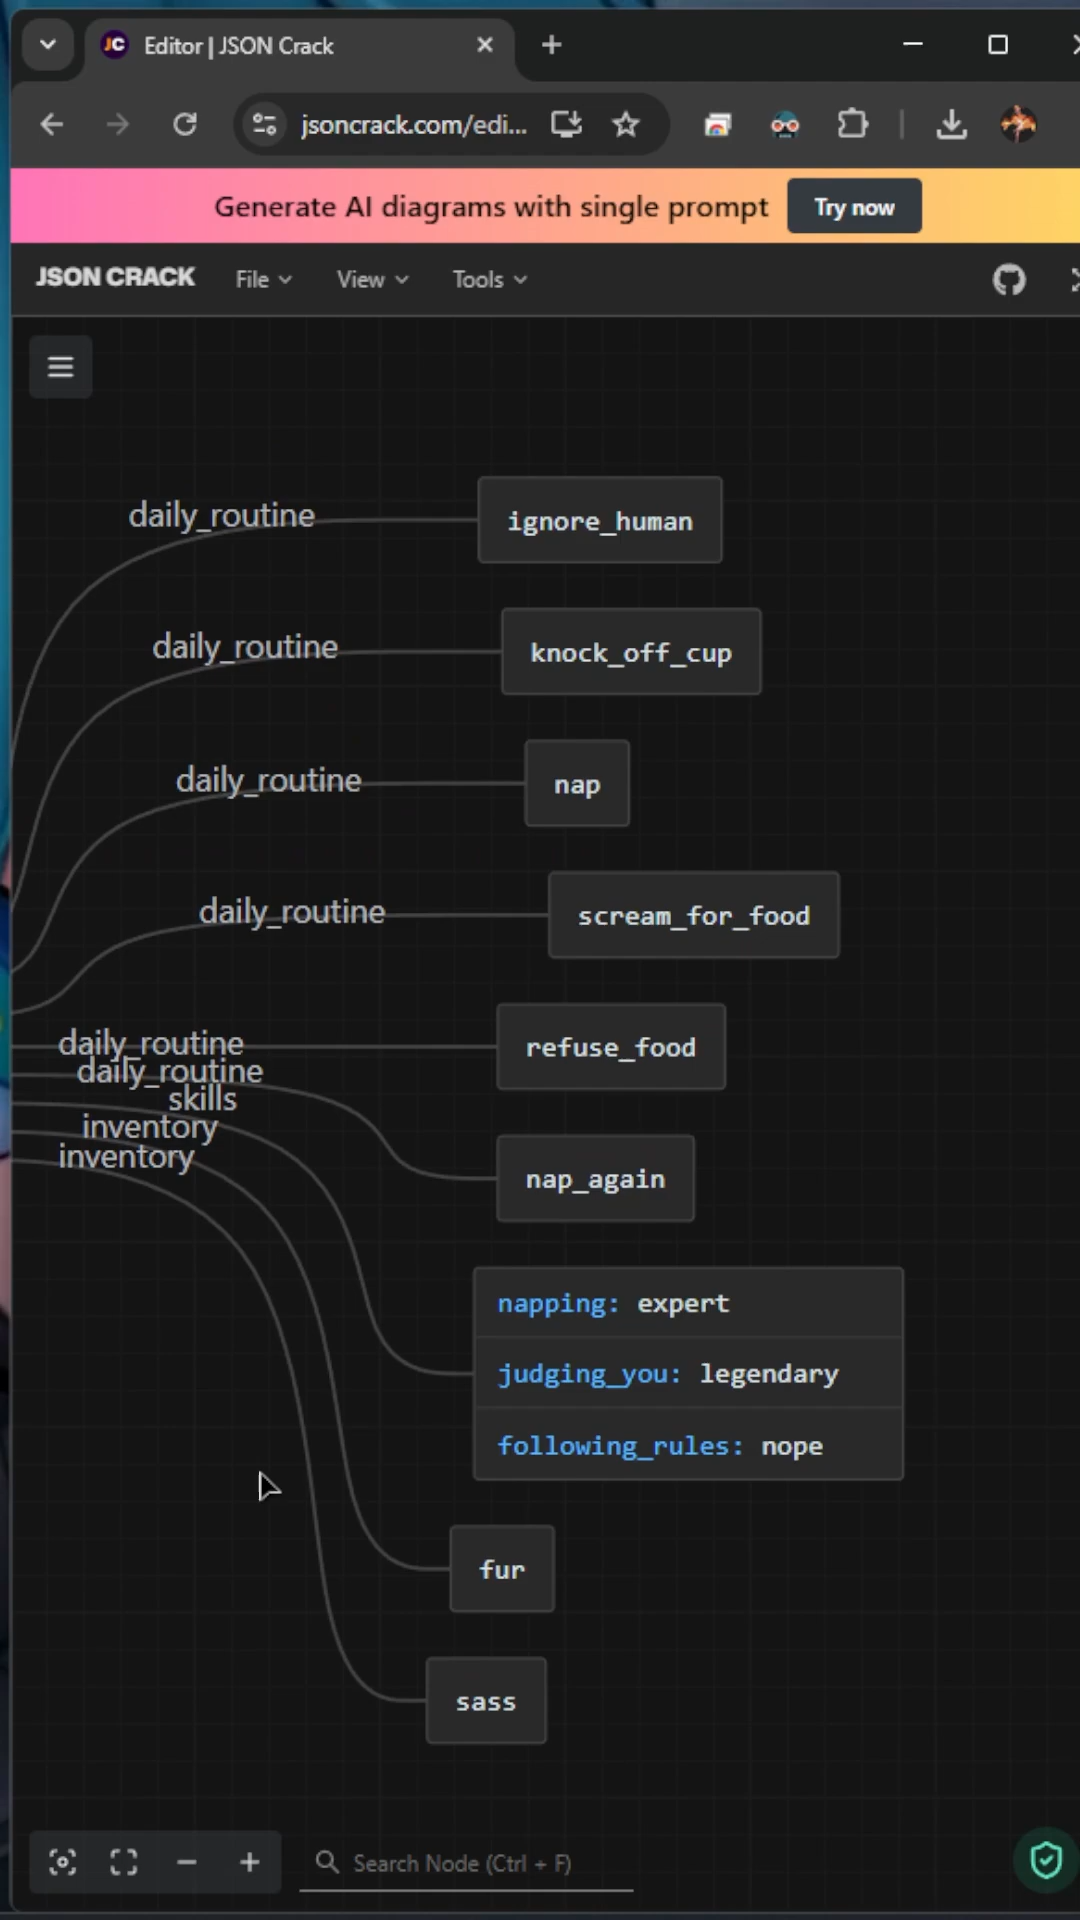 JC Editor | JSON Crack
jsoncrack.com/edi...
Generate AI diagrams with single prompt Try now
JSON CRACK File View Tools
daily_routine ignore_human
daily_routine knock_off_cup
daily_routine nap
daily_routine scream_for_food
daily_routine refuse_food
daily_routine
skills
inventory
inventory
nap_again
napping: expert
judging_you: legendary
following_rules: nope
fur
sass
Search Node (Ctrl + F)